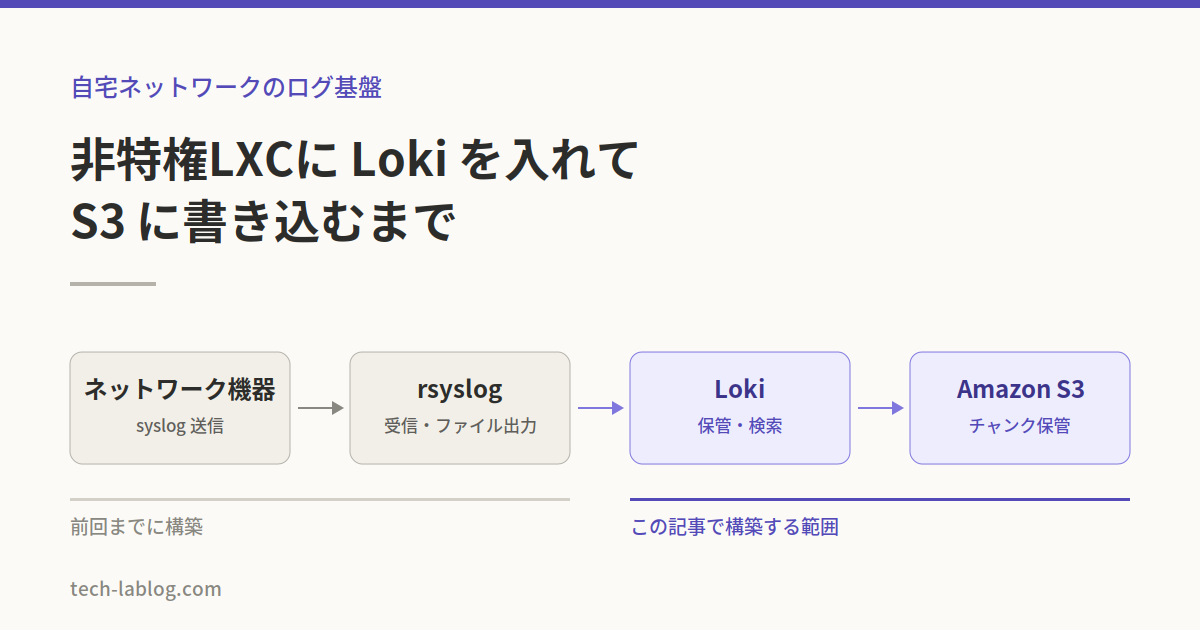 自宅ネットワークのログ基盤
非特権LXCに Loki を入れて
S3 に書き込むまで
ネットワーク機器
syslog 送信
rsyslog
受信・ファイル出力
Loki
保管・検索
Amazon S3
チャンク保管
前回までに構築
この記事で構築する範囲
tech-lablog.com